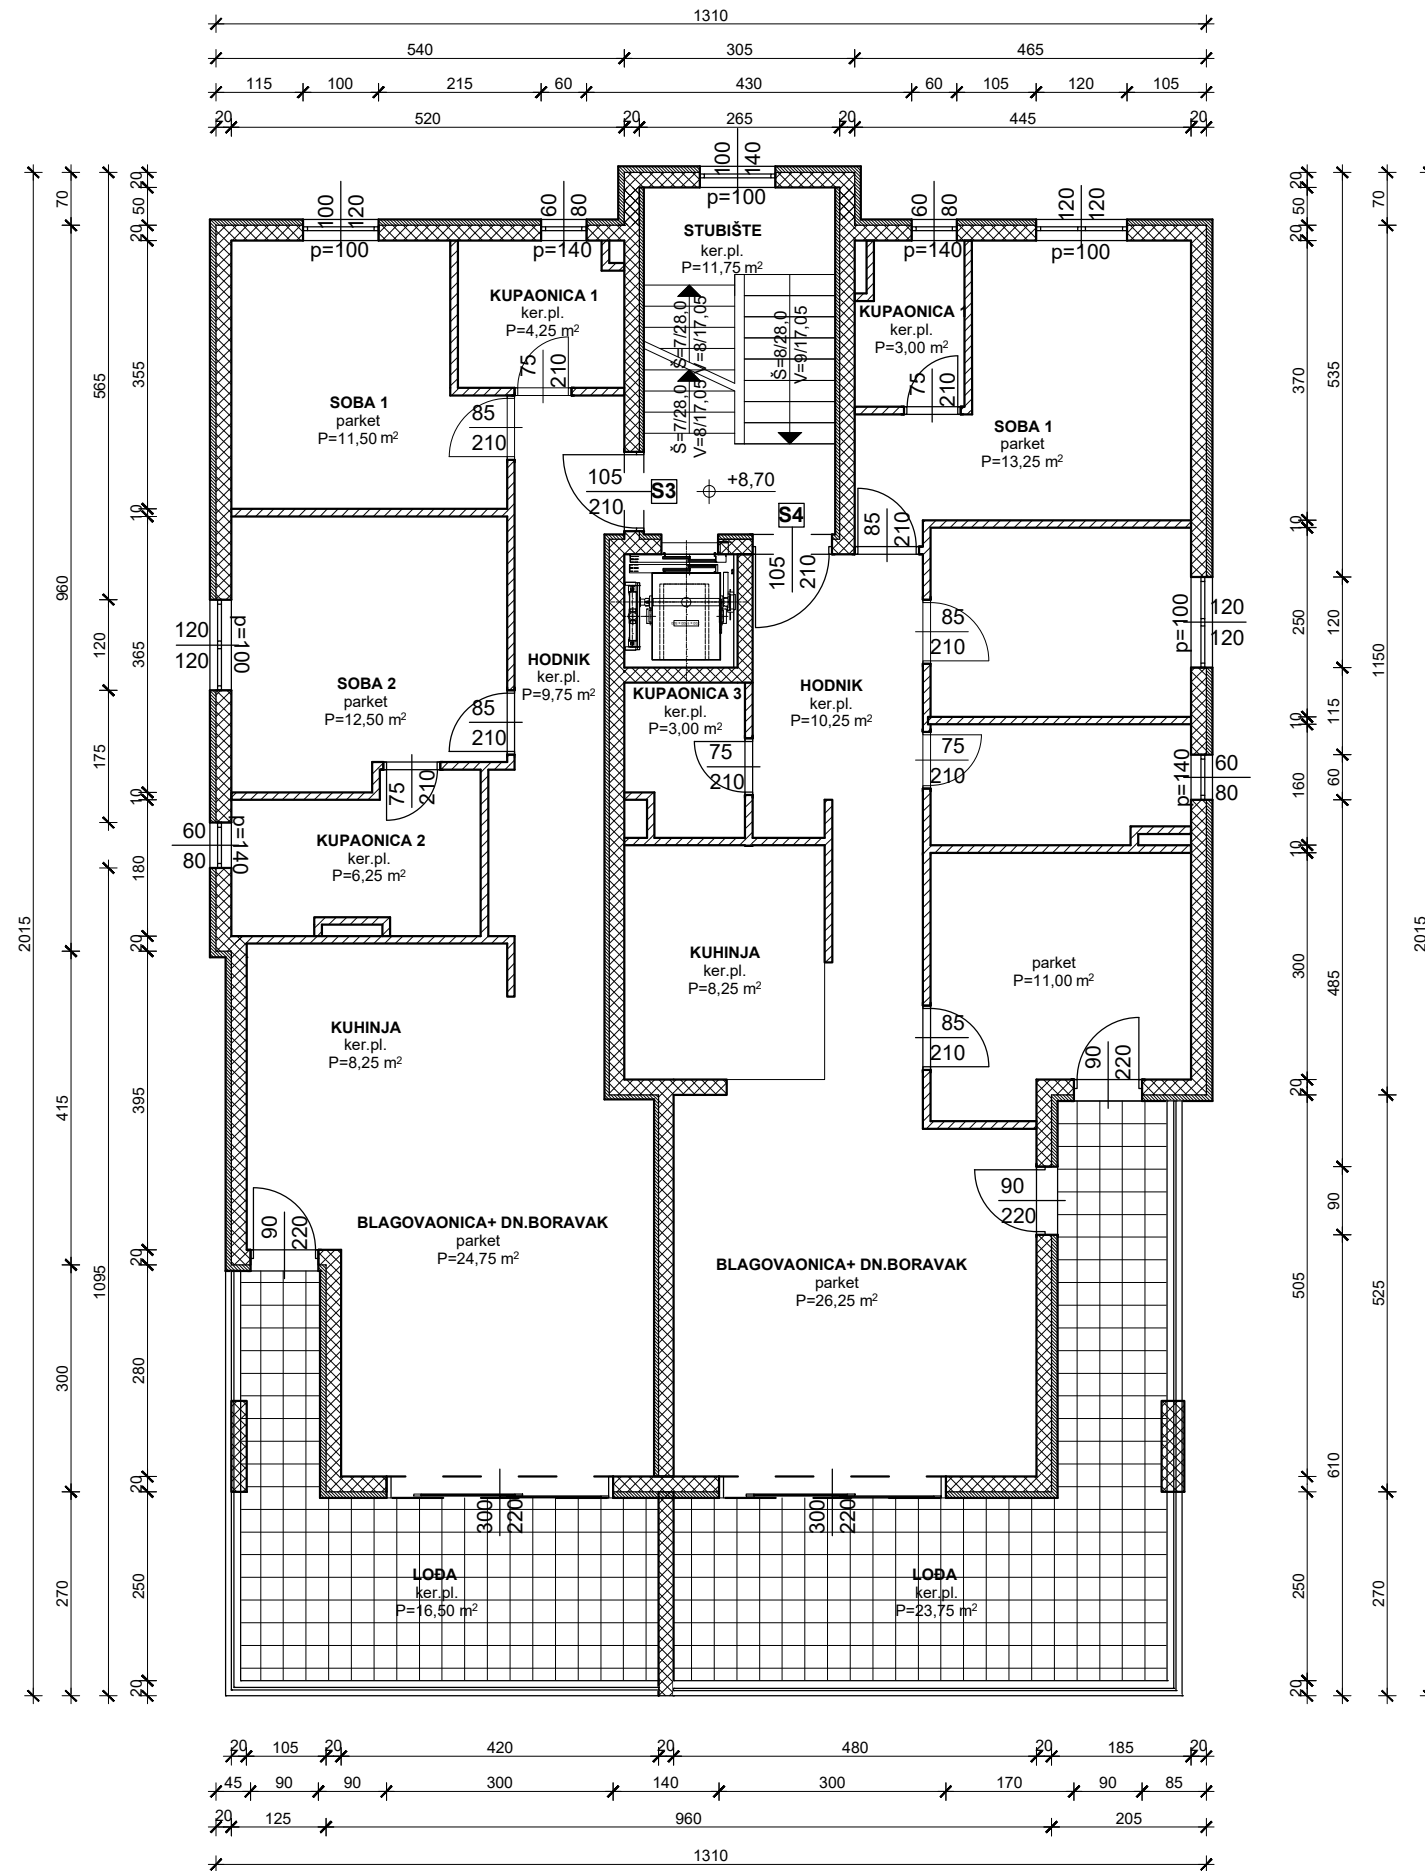 1310
540 305 465
115 100 215 60 430 60 105 120 105
20 520 20 265 20 445 20
100
120
p=100
60
80
p=140
100
140
p=100
60
80
p=140
120
120
p=100
STUBIŠTE
ker.pl.
P=11,75 m²
Š=7/28,0
V=8/17,05
Š=7/28,0
V=8/17,05
Š=8/28,0
V=9/17,05
KUPAONICA 1
ker.pl.
P=4,25 m²
75
210
KUPAONICA 1
ker.pl.
P=3,00 m²
75
210
SOBA 1
parket
P=11,50 m²
85
210
SOBA 1
parket
P=13,25 m²
85
210
105
210
S3
+8,70
S4
105
210
SOBA 2
parket
P=12,50 m²
85
210
120
120
p=100
HODNIK
ker.pl.
P=9,75 m²
KUPAONICA 3
ker.pl.
P=3,00 m²
75
210
HODNIK
ker.pl.
P=10,25 m²
85
210
p=100
120
120
75
210
p=140
60
80
75
210
60
80
p=140
KUPAONICA 2
ker.pl.
P=6,25 m²
KUHINJA
ker.pl.
P=8,25 m²
KUHINJA
ker.pl.
P=8,25 m²
parket
P=11,00 m²
85
210
90
220
90
220
90
220
BLAGOVAONICA+ DN.BORAVAK
parket
P=24,75 m²
BLAGOVAONICA+ DN.BORAVAK
parket
P=26,25 m²
300
220
300
220
LOĐA
ker.pl.
P=16,50 m²
LOĐA
ker.pl.
P=23,75 m²
2015
70 960 415 300 270
565 120 175 1095
20 50 20 355 10 365 10 180 20 395 20 280 20 250 20
20 50 20 370 10 250 10 160 10 300 20 505 20 250 20
535 120 115 60 485 90 610
70 1150 525 270
2015
20 105 20 420 20 480 20 185 20
45 90 90 300 140 300 170 90 85
20 125 960 205
1310